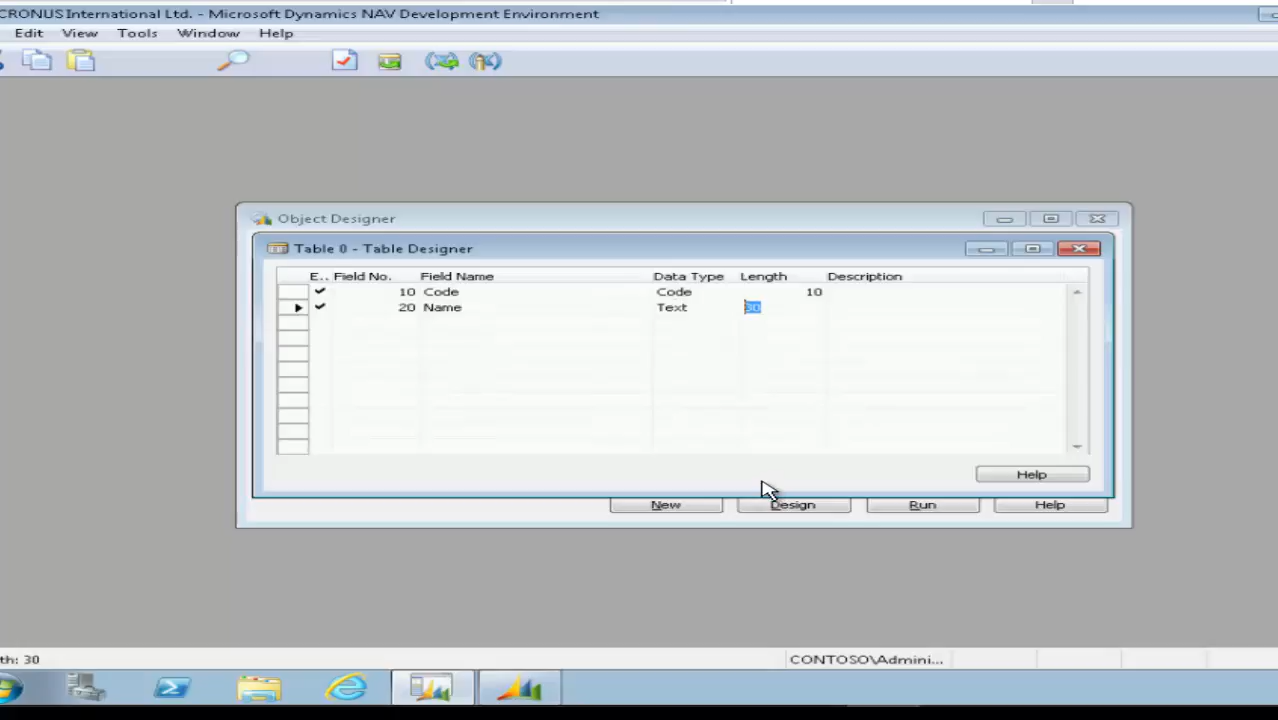 CRONUS International Ltd. - Microsoft Dynamics NAV Development Environment
Edit View Tools Window Help
Object Designer
Table 0 - Table Designer
E.. Field No. Field Name Data Type Length Description
10 Code Code 10
20 Name Text 30
Help
New Design Run Help
th: 30 CONTOSO\Admini...